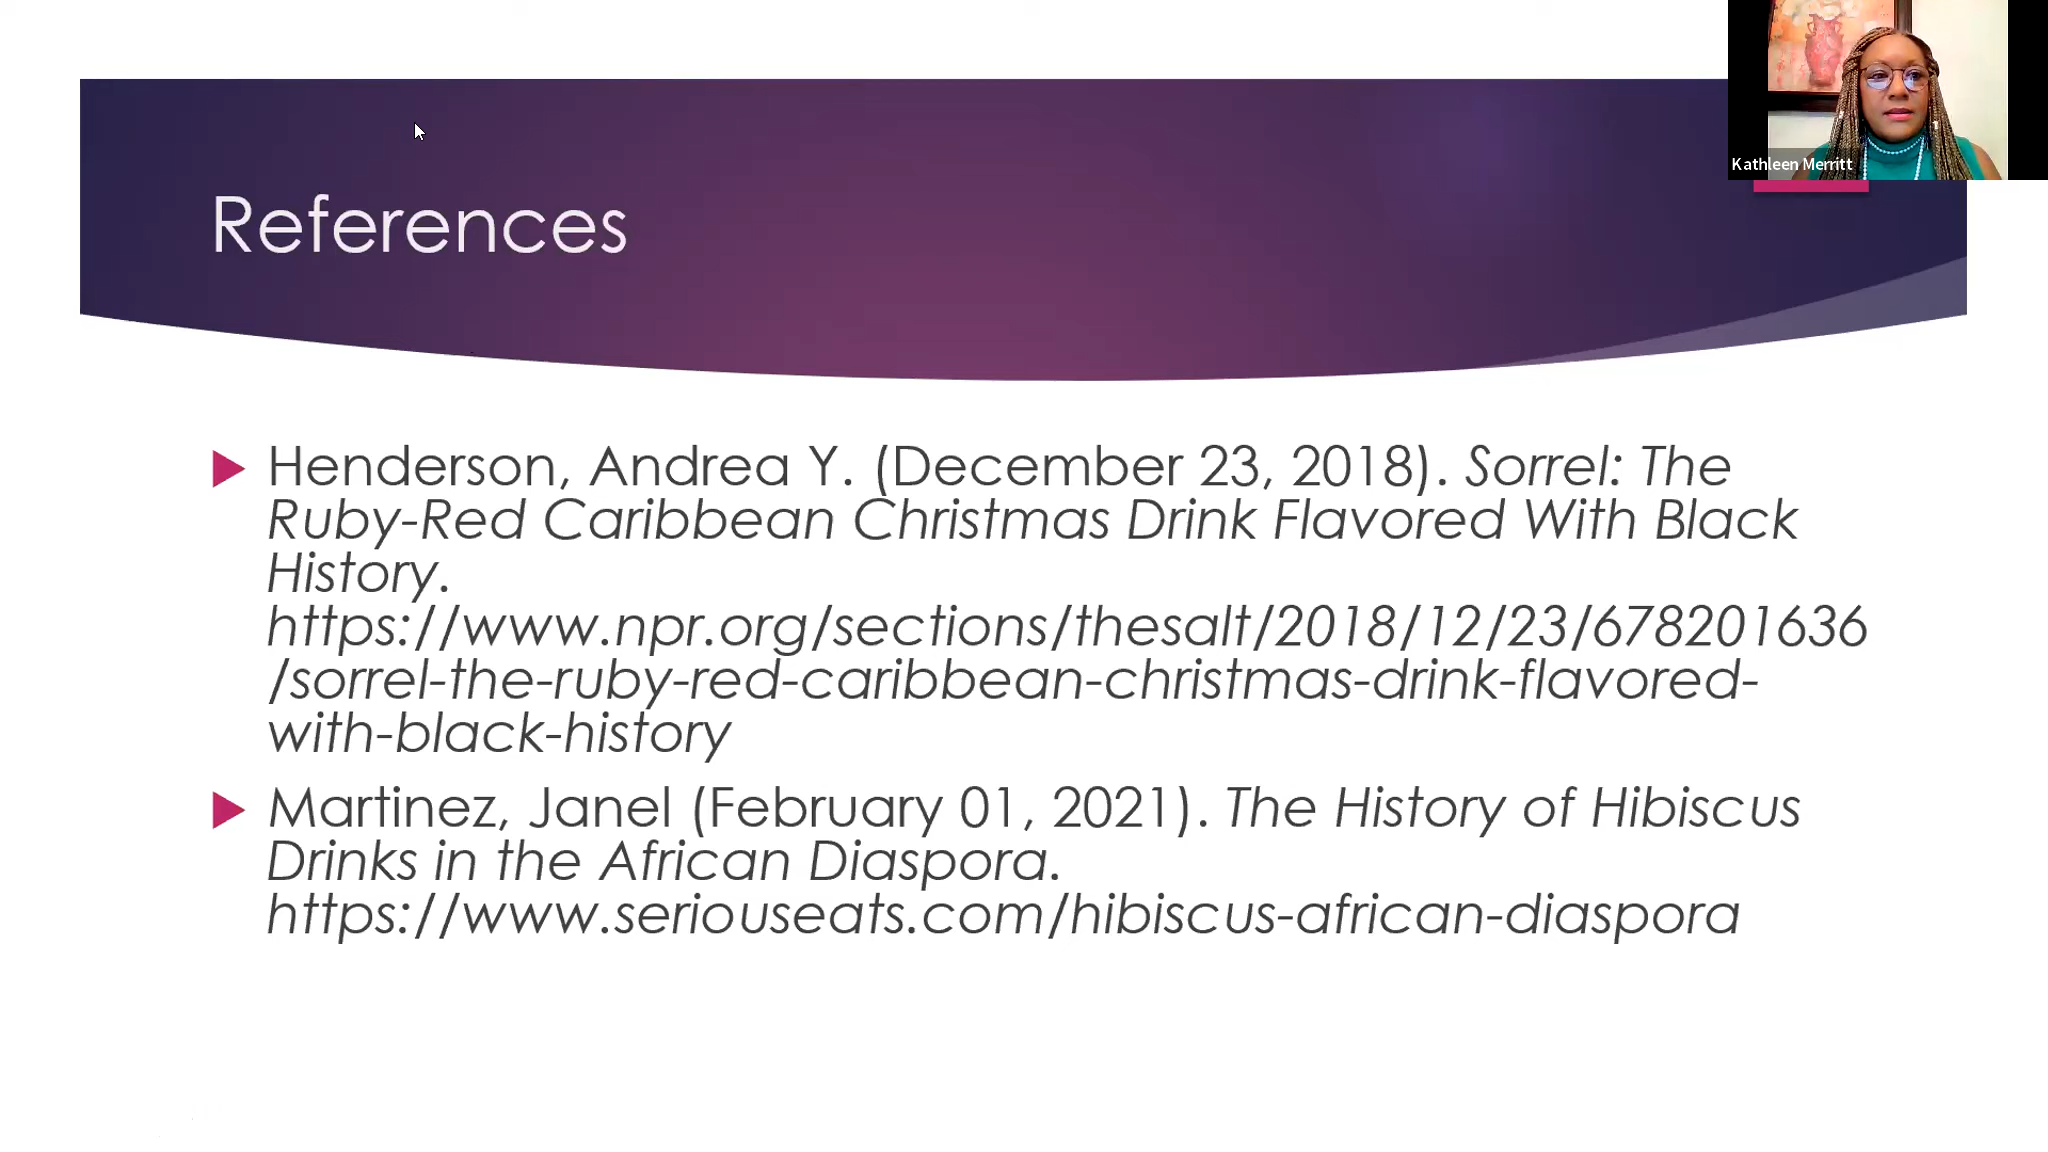 Kathleen Merritt
References
Henderson, Andrea Y. (December 23, 2018). Sorrel: The
Ruby-Red Caribbean Christmas Drink Flavored With Black
History.
https://www.npr.org/sections/thesalt/2018/12/23/678201636
/sorrel-the-ruby-red-caribbean-christmas-drink-flavored-
with-black-history
Martinez, Janel (February 01, 2021). The History of Hibiscus
Drinks in the African Diaspora.
https://www.seriouseats.com/hibiscus-african-diaspora